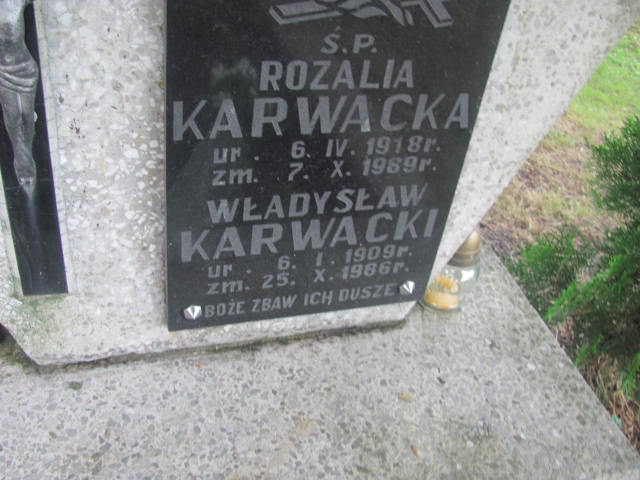 Ś.P.
ROZALIA
KARWACKA
ur. 6. IV. 1918r.
zm. 7. X. 1989r.
WŁADYSŁAW
KARWACKI
ur. 6. I. 1909r.
zm. 25. X. 1986r.
BOŻE ZBAW ICH DUSZE